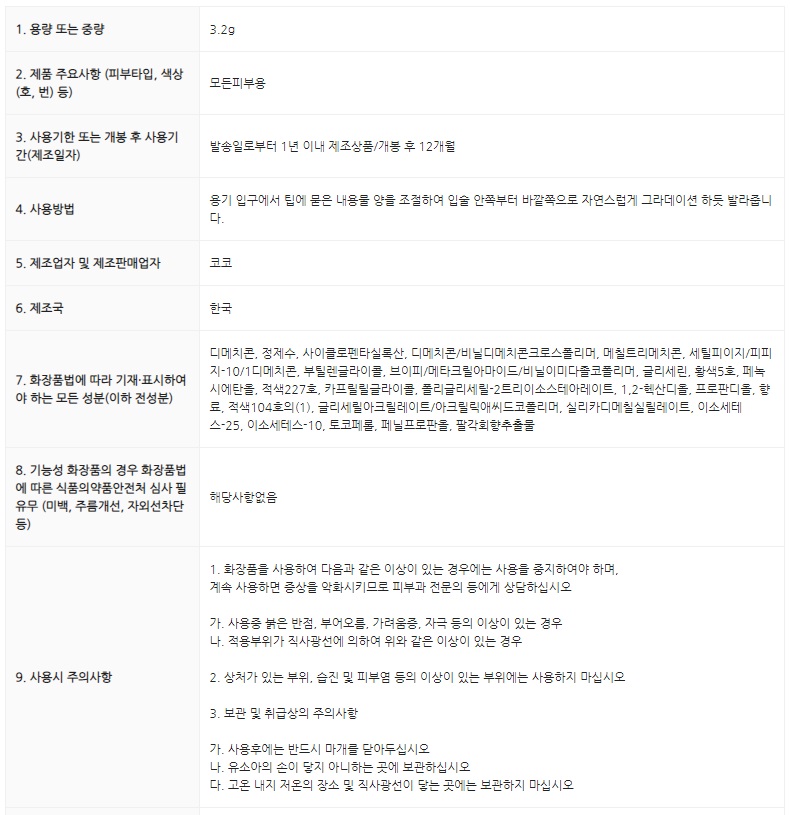 1. 용량 또는 중량
3.2g
2. 제품 주요사항 (피부타입, 색상
(호, 번) 등)
모든피부용
3. 사용기한 또는 개봉 후 사용기
간(제조일자)
발송일로부터 1년 이내 제조상품/개봉 후 12개월
4. 사용방법
용기 입구에서 팁에 묻은 내용물 양을 조절하여 입술 안쪽부터 바깥쪽으로 자연스럽게 그라데이션 하듯 발라줍니
다.
5. 제조업자 및 제조판매업자
코코
6. 제조국
한국
7. 화장품법에 따라 기재·표시하여
야 하는 모든 성분(이하 전성분)
디메치콘, 정제수, 사이클로펜타실록산, 디메치콘/비닐디메치콘크로스폴리머, 메칠트리메치콘, 세틸피이지/피피
지-10/1디메치콘, 부틸렌글라이콜, 브이피/메타크릴아마이드/비닐이미다졸코폴리머, 글리세린, 황색5호, 페녹
시에탄올, 적색227호, 카프릴릴글라이콜, 폴리글리세릴-2트리이소스테아레이트, 1,2-헥산디올, 프로판디올, 향
료, 적색104호의(1), 글리세릴아크릴레이트/아크릴릭애씨드코폴리머, 실리카디메칠실릴레이트, 이소세테
스-25, 이소세테스-10, 토코페롤, 페닐프로판올, 팔각회향추출물
8. 기능성 화장품의 경우 화장품법
에 따른 식품의약품안전처 심사 필
유무 (미백, 주름개선, 자외선차단
등)
해당사항없음
9. 사용시 주의사항
1. 화장품을 사용하여 다음과 같은 이상이 있는 경우에는 사용을 중지하여야 하며,
계속 사용하면 증상을 악화시키므로 피부과 전문의 등에게 상담하십시오
가. 사용중 붉은 반점, 부어오름, 가려움증, 자극 등의 이상이 있는 경우
나. 적용부위가 직사광선에 의하여 위와 같은 이상이 있는 경우
2. 상처가 있는 부위, 습진 및 피부염 등의 이상이 있는 부위에는 사용하지 마십시오
3. 보관 및 취급상의 주의사항
가. 사용후에는 반드시 마개를 닫아두십시오
나. 유소아의 손이 닿지 아니하는 곳에 보관하십시오
다. 고온 내지 저온의 장소 및 직사광선이 닿는 곳에는 보관하지 마십시오